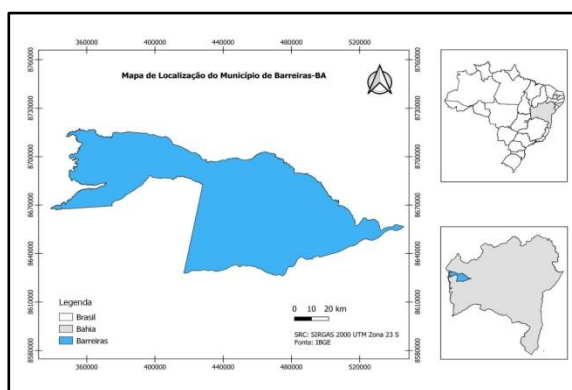 360000 400000 440000 480000 520000
Mapa de Localização do Município de Barreiras-BA
8760000
8730000
8700000
8670000
8640000
8610000
8580000
8760000
8730000
8700000
8670000
8640000
8610000
8580000
Legenda
Brasil
Bahia
Barreiras
0 10 20 km
SRC: SIRGAS 2000 UTM Zona 23 S
Fonte: IBGE
360000 400000 440000 480000 520000